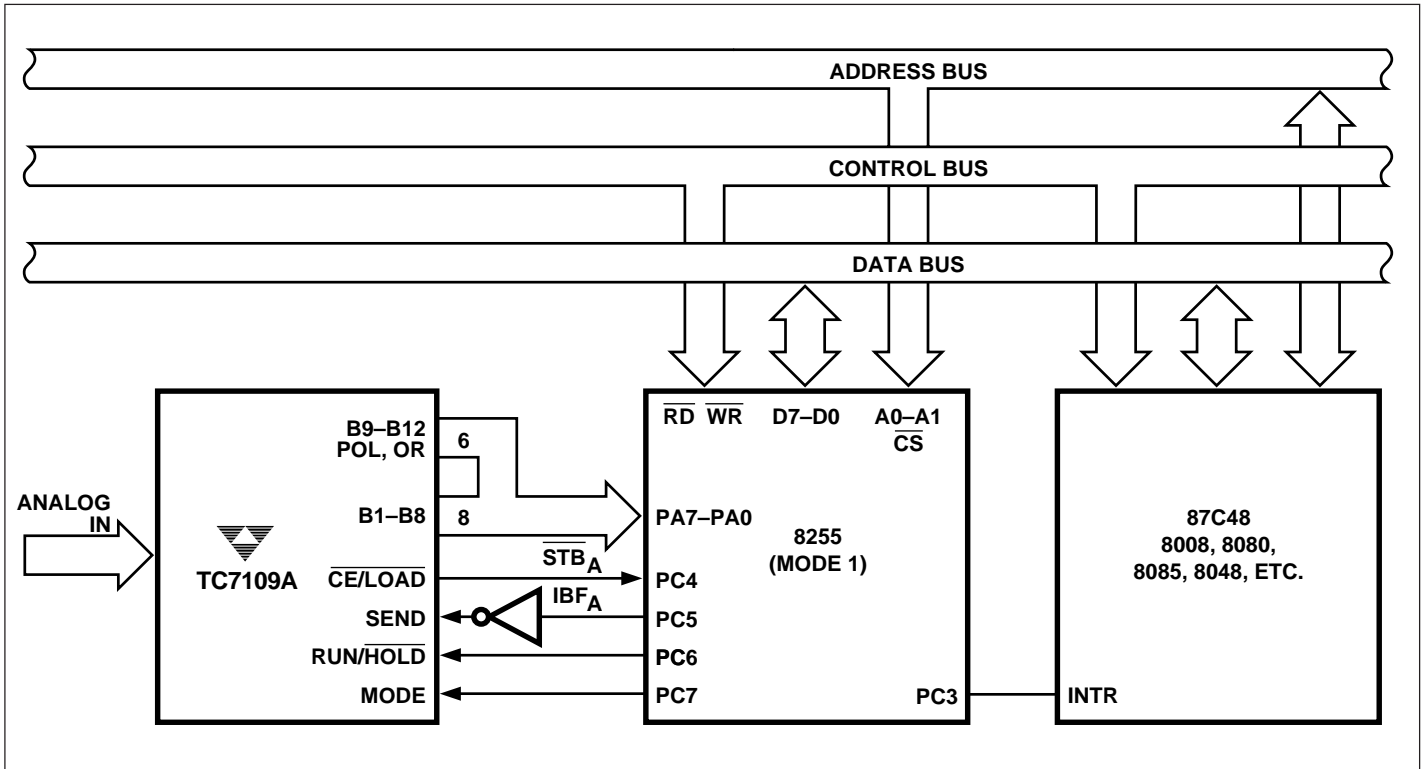 ADDRESS BUS
CONTROL BUS
DATA BUS
ANALOG
IN
B9–B12
POL, OR
6
B1–B8
8
TC7109A
CE/LOAD
SEND
RUN/HOLD
MODE
STBA
IBFA
RD WR
D7–D0
A0–A1
CS
PA7–PA0
8255
(MODE 1)
PC4
PC5
PC6
PC7
PC3
87C48
8008, 8080,
8085, 8048, ETC.
INTR